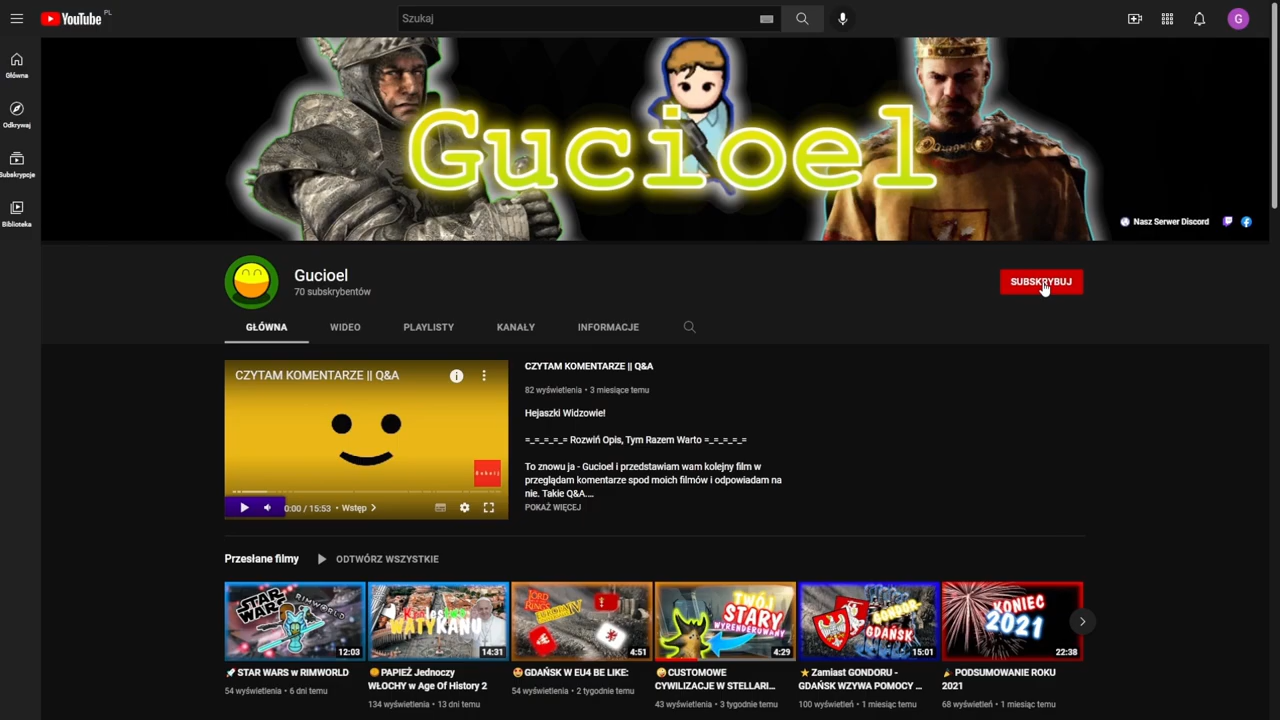 YouTube PL
Szukaj
G
Główna
Odkrywaj
Subskrypcje
Biblioteka
Gucioel
Nasz Serwer Discord
Gucioel
70 subskrybentów
SUBSKRYBUJ
GŁÓWNA
WIDEO
PLAYLISTY
KANAŁY
INFORMACJE
CZYTAM KOMENTARZE || Q&A
0:00 / 15:53 • Wstęp
CZYTAM KOMENTARZE || Q&A
82 wyświetlenia • 3 miesiące temu
Hejaszki Widzowie!
=_=_=_=_= Rozwiń Opis, Tym Razem Warto =_=_=_=_=
To znowu ja - Gucioel i przedstawiam wam kolejny film w
przeglądam komentarze spod moich filmów i odpowiadam na
nie. Takie Q&A....
POKAŻ WIĘCEJ
Przesłane filmy
ODTWÓRZ WSZYSTKIE
STAR WARS
RIMWORLD
12:03
WATYKANU
14:31
4:51
TWÓJ
STARY
WYRENDEROWANY
4:29
GONDOR-
GDAŃSK
15:01
KONIEC
2021
22:38
STAR WARS w RIMWORLD
54 wyświetlenia • 6 dni temu
PAPIEŻ Jednoczy
WŁOCHY w Age Of History 2
134 wyświetlenia • 13 dni temu
GDAŃSK W EU4 BE LIKE:
54 wyświetlenia • 2 tygodnie temu
CUSTOMOWE
CYWILIZACJE W STELLARI...
43 wyświetlenia • 3 tygodnie temu
Zamiast GONDORU -
GDAŃSK WZYWA POMOCY ...
100 wyświetleń • 1 miesiąc temu
PODSUMOWANIE ROKU
2021
68 wyświetleń • 1 miesiąc temu